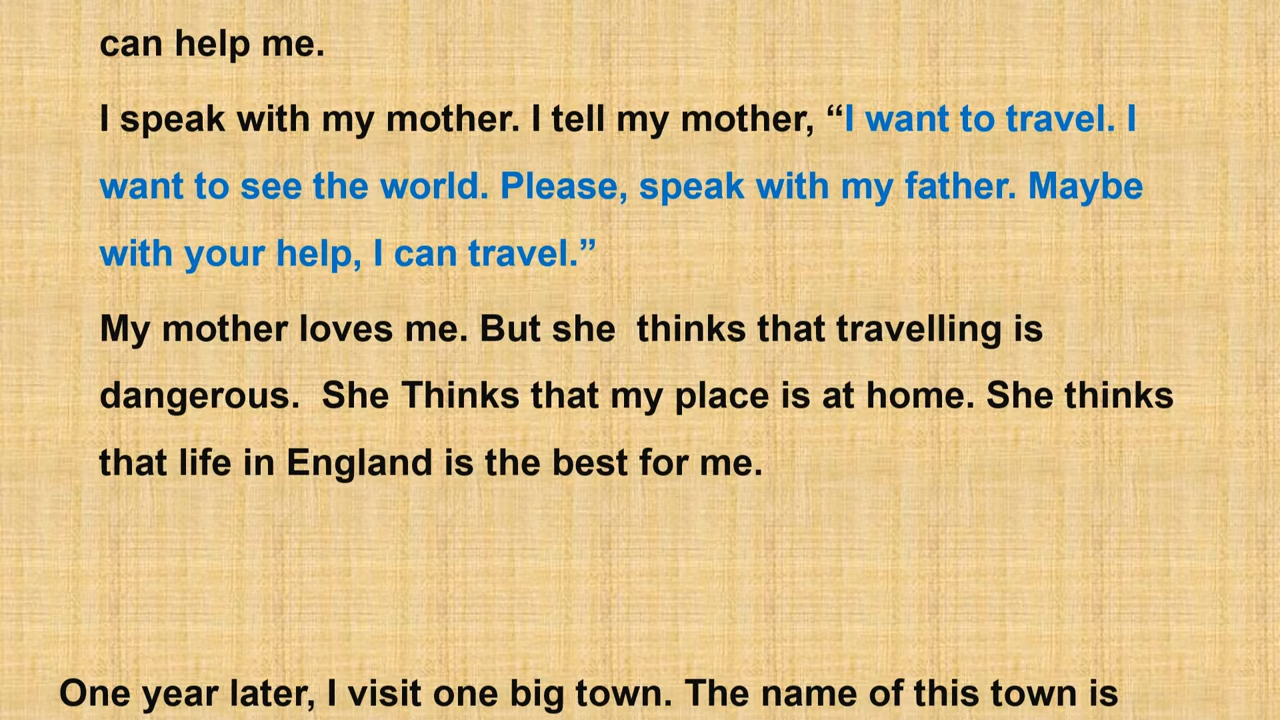 can help me.
I speak with my mother. I tell my mother, “I want to travel. I
want to see the world. Please, speak with my father. Maybe
with your help, I can travel.”
My mother loves me. But she  thinks that travelling is
dangerous.  She Thinks that my place is at home. She thinks
that life in England is the best for me.
One year later, I visit one big town. The name of this town is